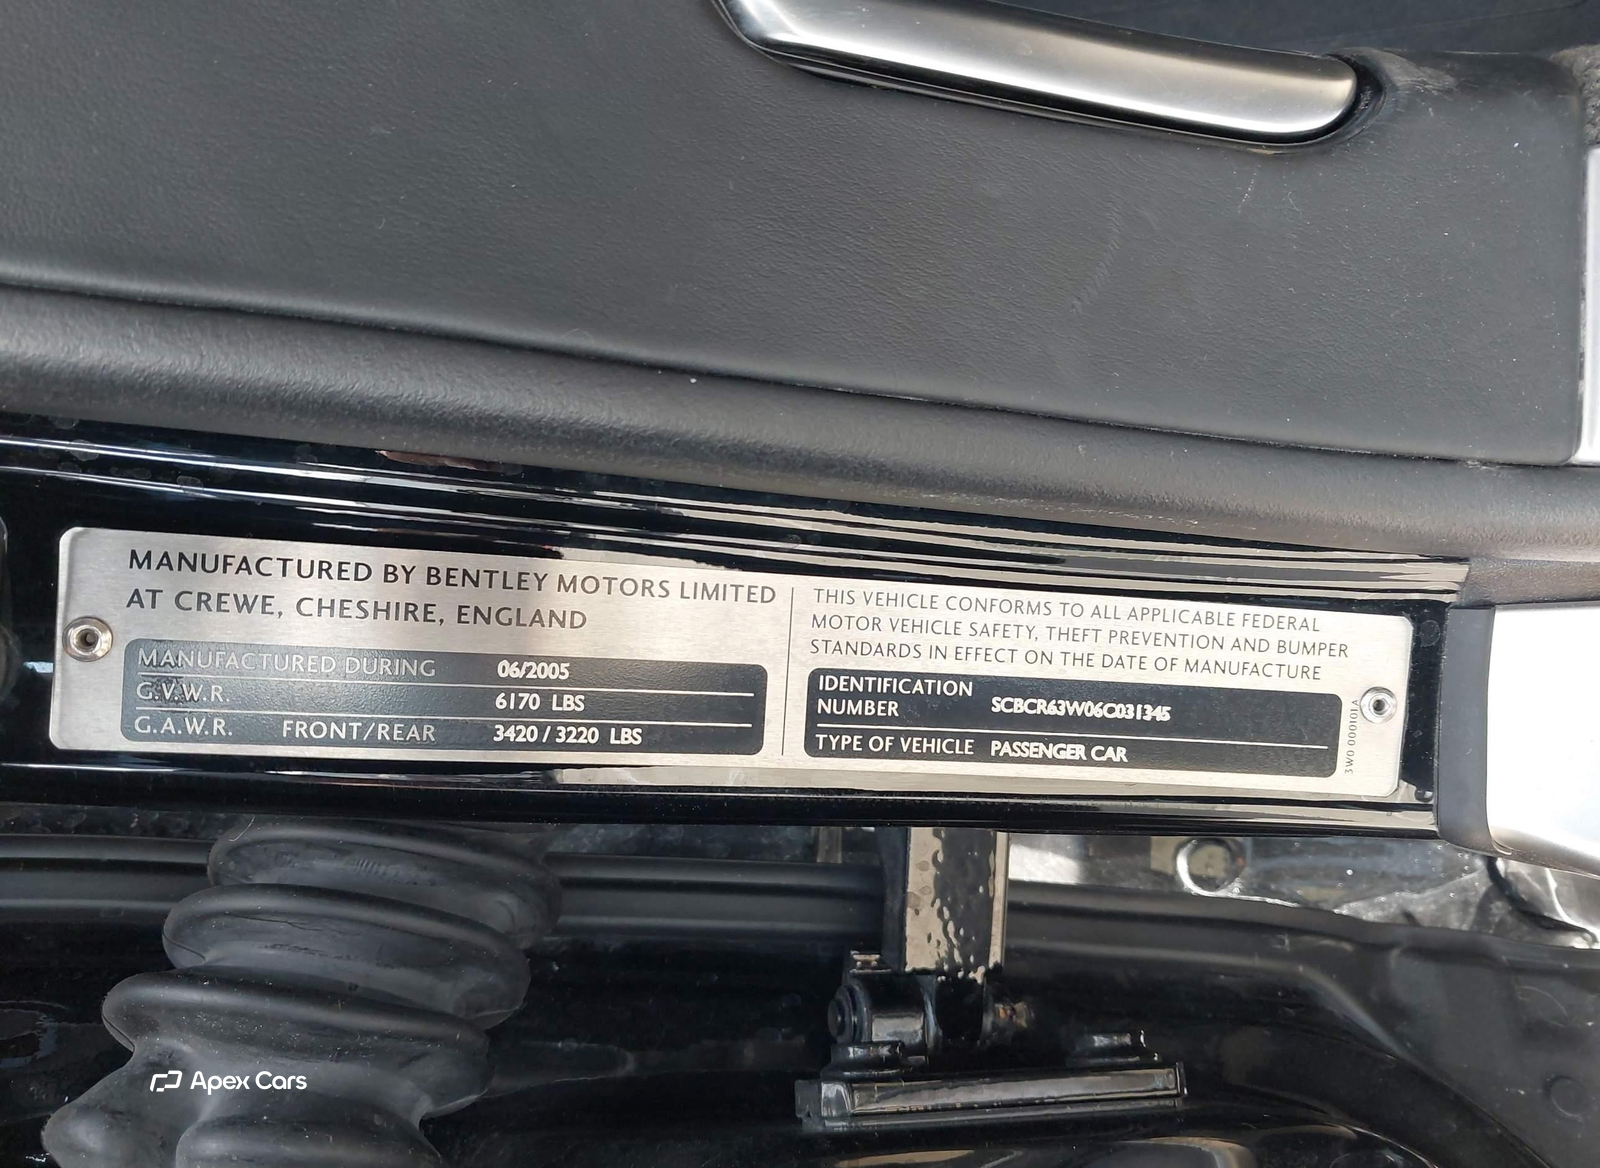 MANUFACTURED BY BENTLEY MOTORS LIMITED
AT CREWE, CHESHIRE, ENGLAND
MANUFACTURED DURING 06/2005
G.V.W.R. 6170 LBS
G.A.W.R. FRONT/REAR 3420 / 3220 LBS
THIS VEHICLE CONFORMS TO ALL APPLICABLE FEDERAL
MOTOR VEHICLE SAFETY, THEFT PREVENTION AND BUMPER
STANDARDS IN EFFECT ON THE DATE OF MANUFACTURE
IDENTIFICATION
NUMBER SCBCR63W06C031345
TYPE OF VEHICLE PASSENGER CAR
3W0 000101A
Apex Cars